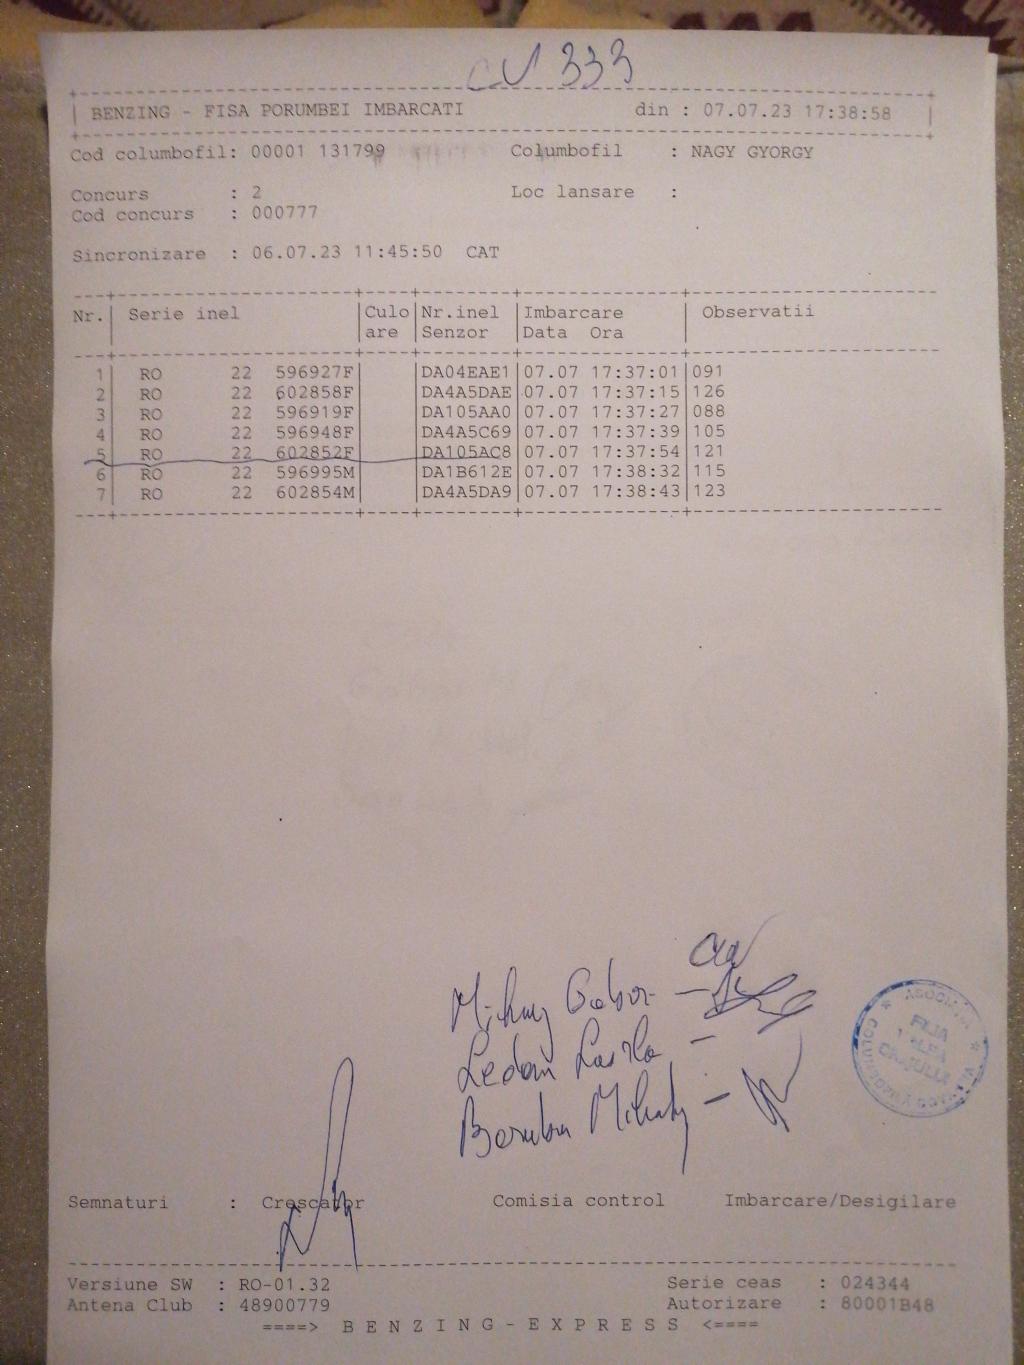 CU 333
BENZING - FISA PORUMBEI IMBARCATI din : 07.07.23 17:38:58
Cod columbofil: 00001 131799 Columbofil : NAGY GYORGY
Concurs : 2 Loc lansare :
Cod concurs : 000777
Sincronizare : 06.07.23 11:45:50 CAT
Nr. Serie inel Culo Nr.inel Imbarcare Observatii
are Senzor Data Ora
1 RO 22 596927F DA04EAE1 07.07 17:37:01 091
2 RO 22 602858F DA4A5DAE 07.07 17:37:15 126
3 RO 22 596919F DA105AA0 07.07 17:37:27 088
4 RO 22 596948F DA4A5C69 07.07 17:37:39 105
5 RO 22 602852F DA105AC8 07.07 17:37:54 121
6 RO 22 596995M DA1B612E 07.07 17:38:32 115
7 RO 22 602854M DA4A5DA9 07.07 17:38:43 123
Gabor -
Mihaly -
FILIA
Semnaturi : Crescator Comisia control Imbarcare/Desigilare
Versiune SW : RO-01.32 Serie ceas : 024344
Antena Club : 48900779 Autorizare : 80001B48
====> BENZING-EXPRESS <====